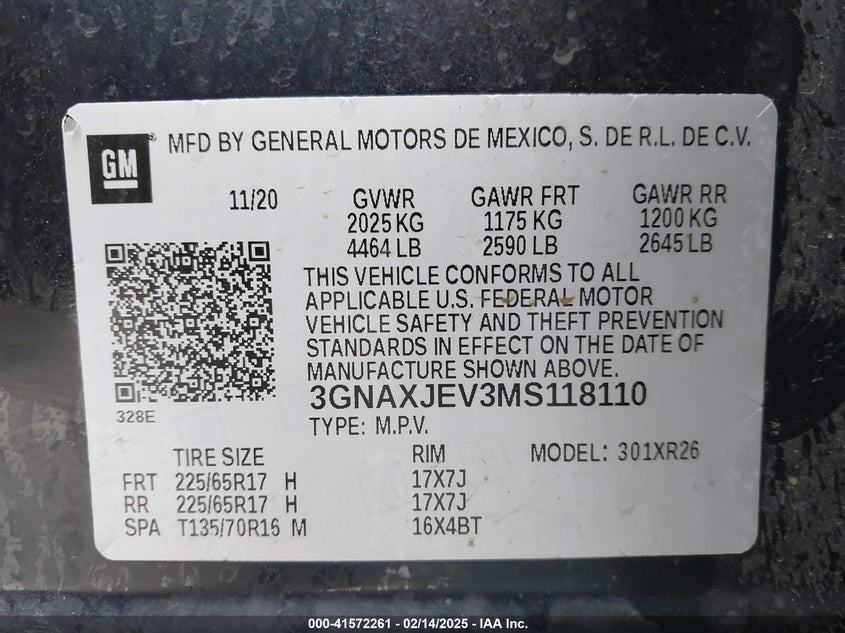 GM
MFD BY GENERAL MOTORS DE MEXICO, S. DE R.L. DE C.V.
11/20 GVWR GAWR FRT GAWR RR
2025 KG 1175 KG 1200 KG
4464 LB 2590 LB 2645 LB
THIS VEHICLE CONFORMS TO ALL
APPLICABLE U.S. FEDERAL MOTOR
VEHICLE SAFETY AND THEFT PREVENTION
STANDARDS IN EFFECT ON THE DATE OF
MANUFACTURE SHOWN ABOVE.
328E
3GNAXJEV3MS118110
TYPE: M.P.V.
TIRE SIZE RIM MODEL: 301XR26
FRT 225/65R17 H 17X7J
RR 225/65R17 H 17X7J
SPA T135/70R16 M 16X4BT
000-41572261 - 02/14/2025 - IAA Inc.